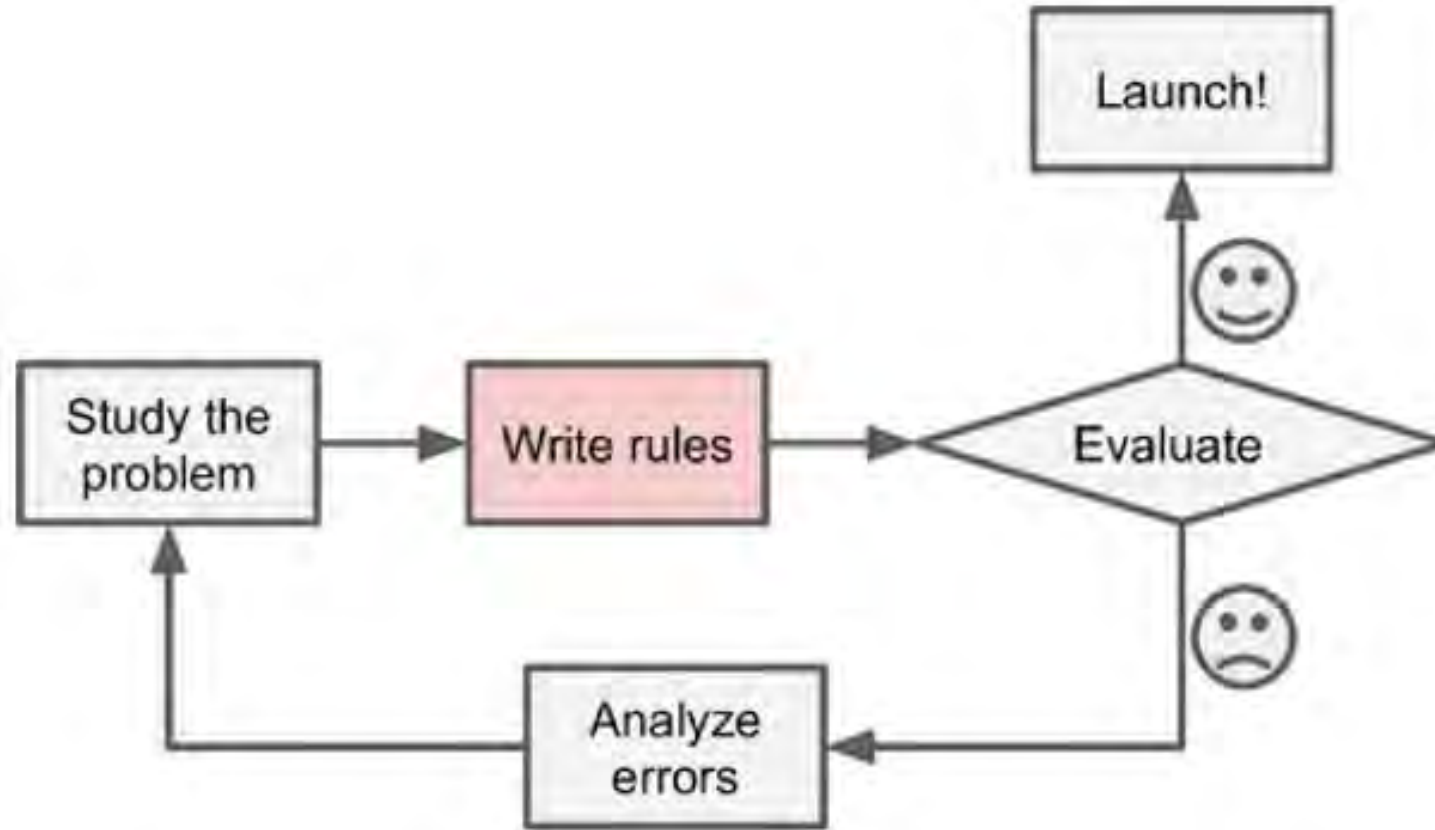 Launch!
Study the
problem
Write rules
Evaluate
Analyze
errors